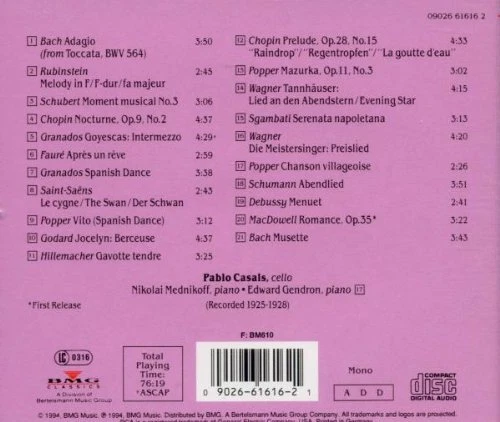 09026 61616 2
1 Bach Adagio 3:50
(from Toccata, BWV 564)
2 Rubinstein 2:45
Melody in F/F-dur/fa majeur
3 Schubert Moment musical No.3 3:06
4 Chopin Nocturne, Op.9, No.2 4:37
5 Granados Goyescas: Intermezzo 4:29*
6 Fauré Après un rêve 2:59
7 Granados Spanish Dance 4:18
8 Saint-Saëns 2:43
Le cygne/The Swan/Der Schwan
9 Popper Vito (Spanish Dance) 3:12
10 Godard Jocelyn: Berceuse 4:37
11 Hillemacher Gavotte tendre 3:25
12 Chopin Prelude, Op.28, No.15 4:33
"Raindrop"/"Regentropfen"/"La goutte d'eau"
13 Popper Mazurka, Op.11, No.3 3:02
14 Wagner Tannhäuser: 4:15
Lied an den Abendstern/Evening Star
15 Sgambati Serenata napoletana 4:13
16 Wagner 4:20
Die Meistersinger: Preislied
17 Popper Chanson villageoise 2:26
18 Schumann Abendlied 3:51
19 Debussy Menuet 2:41
20 MacDowell Romance, Op.35* 3:22
21 Bach Musette 3:43
Pablo Casals, cello
Nikolai Mednikoff, piano • Edward Gendron, piano 17
*First Release
(Recorded 1925-1928)
F: BM610
LC 0316
BMG
CLASSICS
A Division of
Bertelsmann Music Group
Total
Playing
Time:
76:19
*ASCAP
0 9026-61616-2 1
Mono
A D D
COMPACT
disc
DIGITAL AUDIO
© 1994, BMG Music. ℗ 1994, BMG Music. Distributed by BMG. A Bertelsmann Music Group Company. All trademarks and logos are protected.